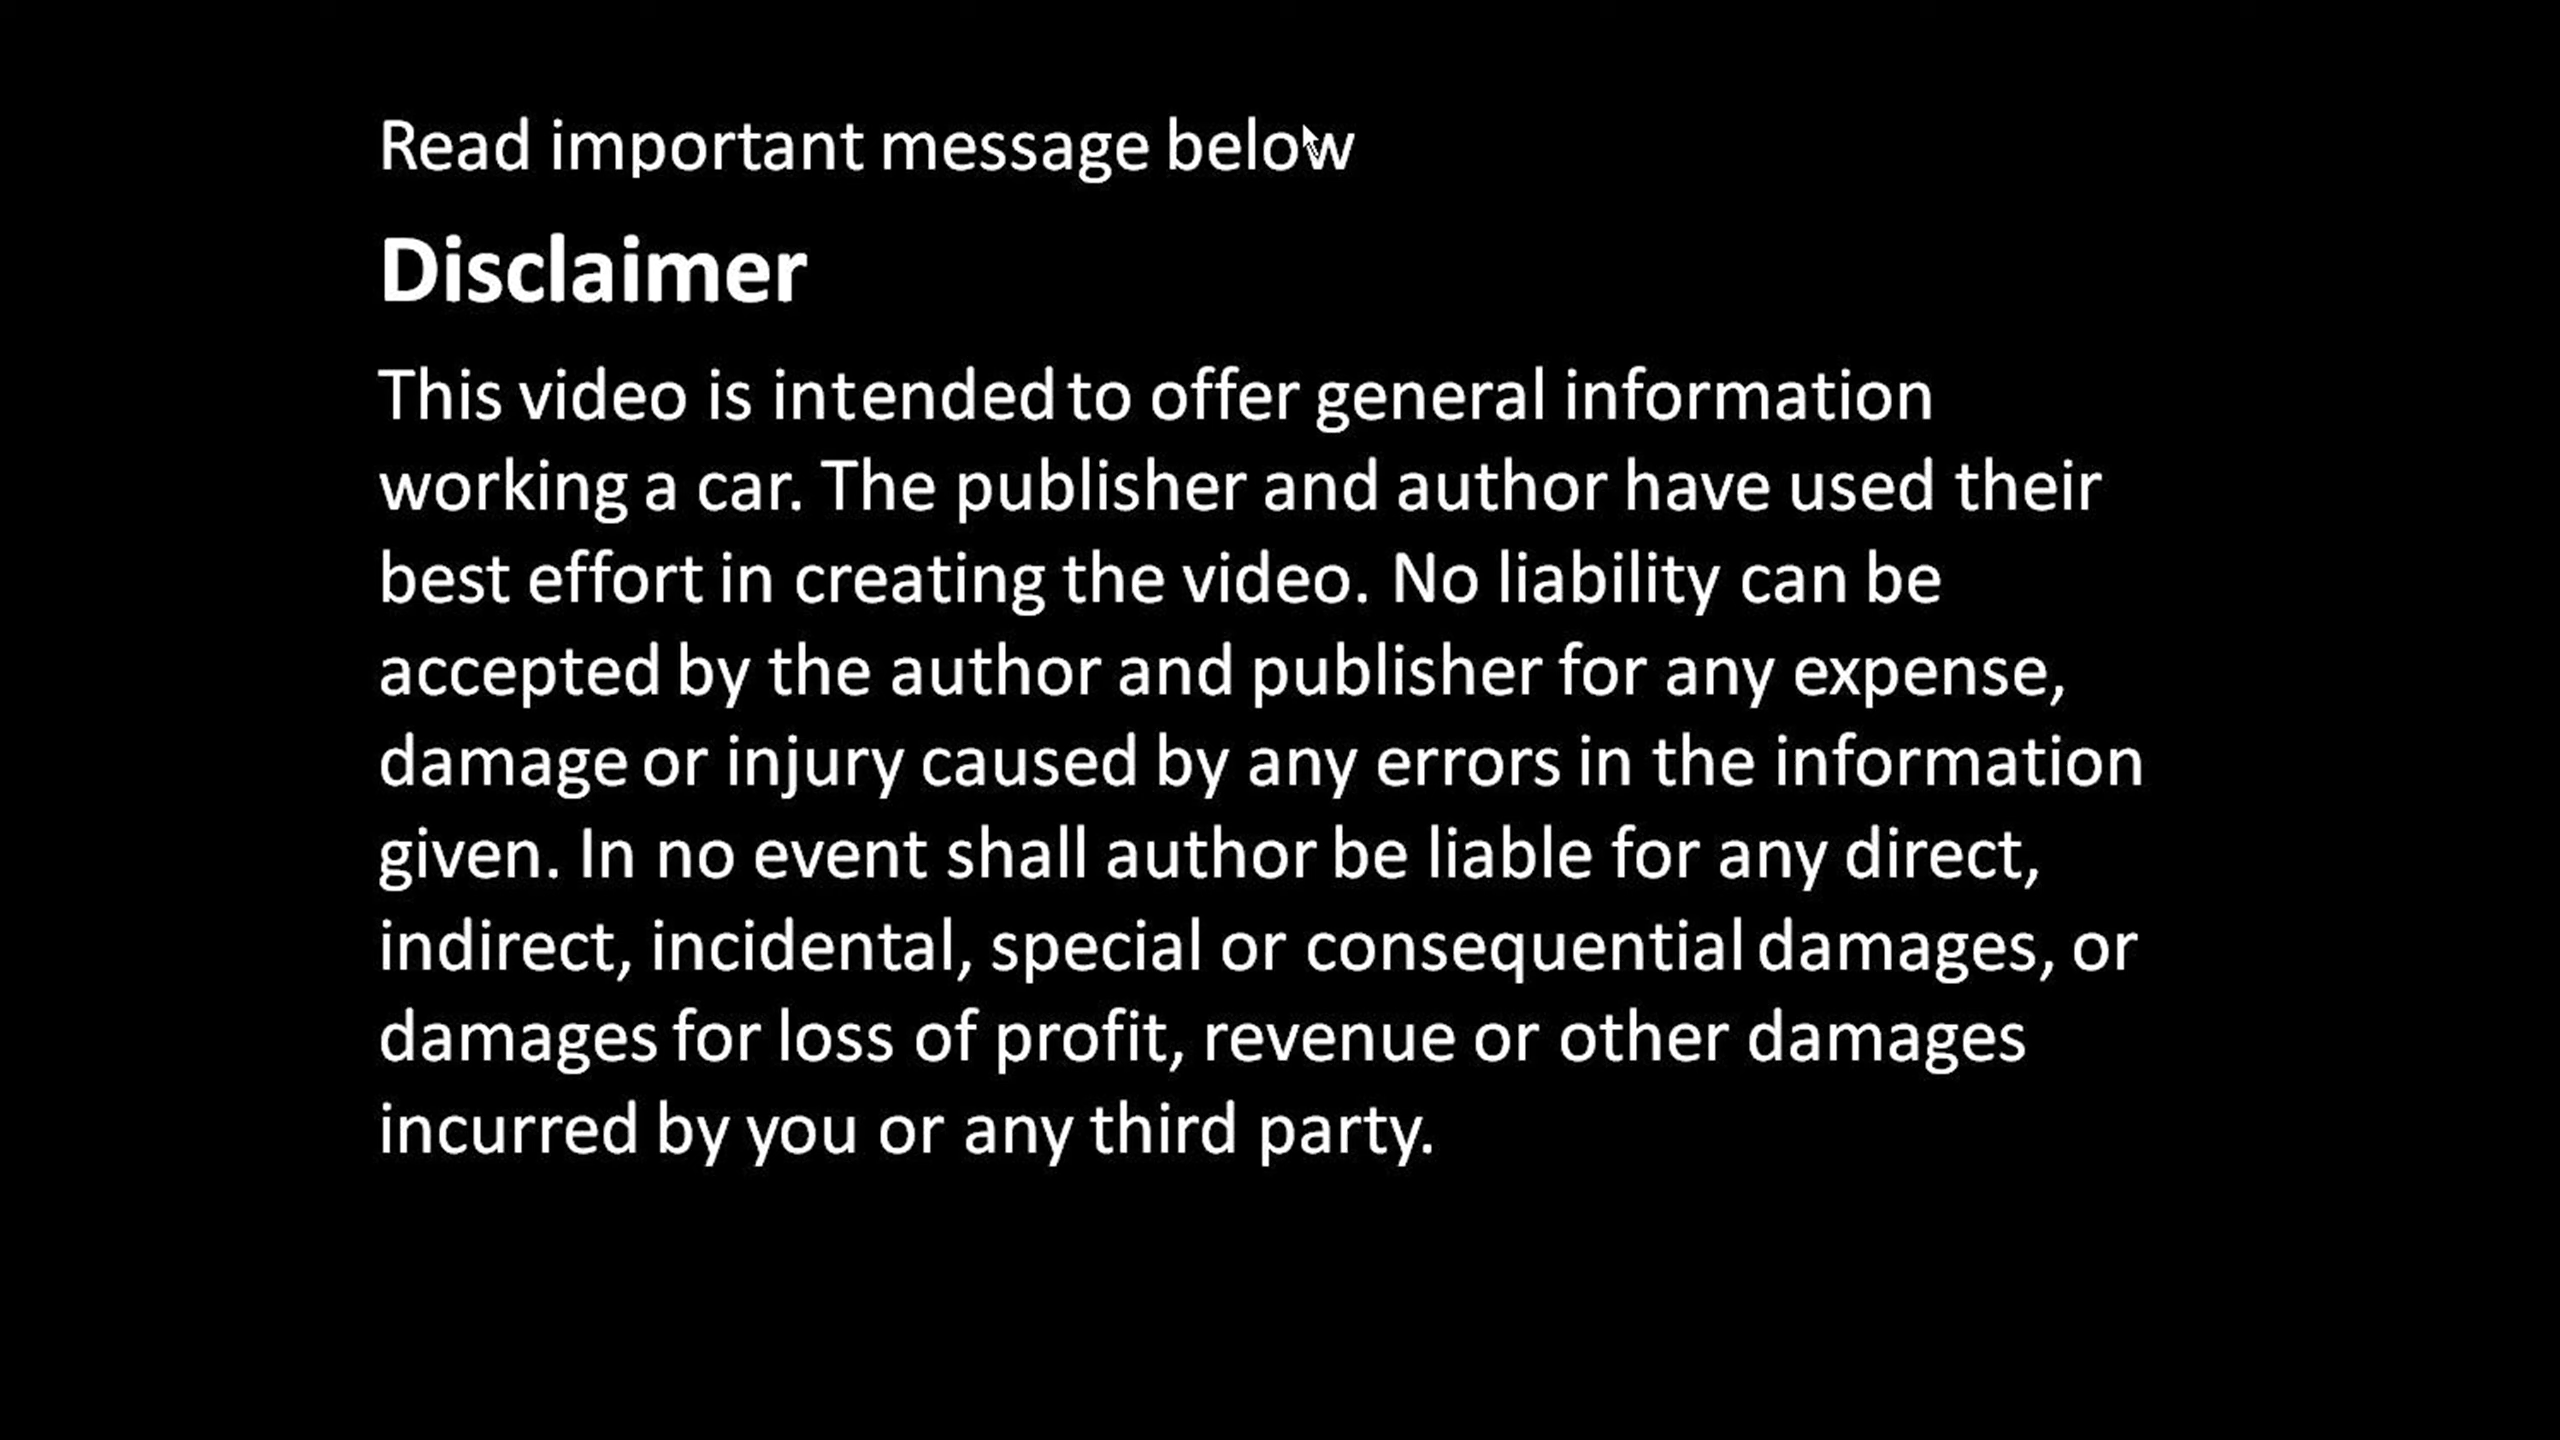 Read important message below
Disclaimer
This video is intended to offer general information
working a car. The publisher and author have used their
best effort in creating the video. No liability can be
accepted by the author and publisher for any expense,
damage or injury caused by any errors in the information
given. In no event shall author be liable for any direct,
indirect, incidental, special or consequential damages, or
damages for loss of profit, revenue or other damages
incurred by you or any third party.